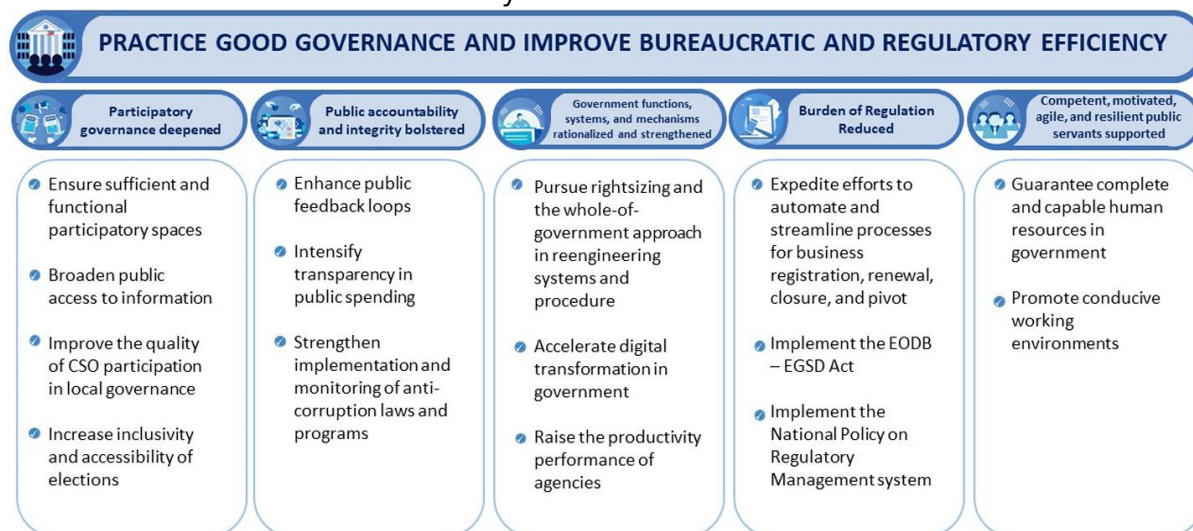 PRACTICE GOOD GOVERNANCE AND IMPROVE BUREAUCRATIC AND REGULATORY EFFICIENCY
Participatory
governance deepened
Ensure sufficient and
functional
participatory spaces
Broaden public
access to information
Improve the quality
of CSO participation
in local governance
Increase inclusivity
and accessibility of
elections
Public accountability
and integrity bolstered
Enhance public
feedback loops
Intensify
transparency in
public spending
Strengthen
implementation and
monitoring of anti-
corruption laws and
programs
Government functions,
systems, and mechanisms
rationalized and strengthened
Pursue rightsizing and
the whole-of-
government approach
in reengineering
systems and
procedure
Accelerate digital
transformation in
government
Raise the productivity
performance of
agencies
Burden of Regulation
Reduced
Expedite efforts to
automate and
streamline processes
for business
registration, renewal,
closure, and pivot
Implement the EODB
– EGSD Act
Implement the
National Policy on
Regulatory
Management system
Competent, motivated,
agile, and resilient public
servants supported
Guarantee complete
and capable human
resources in
government
Promote conducive
working
environments